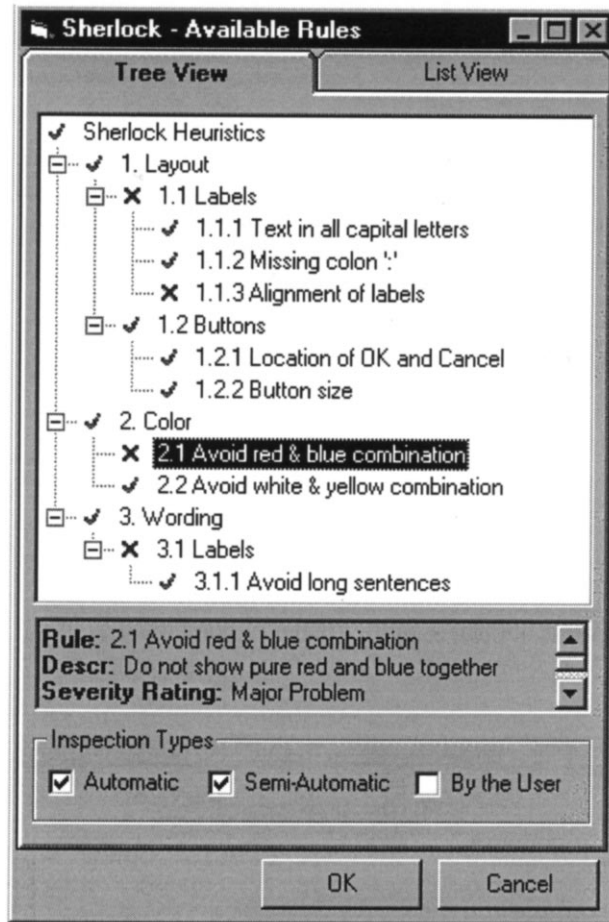 Sherlock - Available Rules
Tree View
List View
Sherlock Heuristics
1. Layout
1.1 Labels
1.1.1 Text in all capital letters
1.1.2 Missing colon ':'
1.1.3 Alignment of labels
1.2 Buttons
1.2.1 Location of OK and Cancel
1.2.2 Button size
2. Color
2.1 Avoid red & blue combination
2.2 Avoid white & yellow combination
3. Wording
3.1 Labels
3.1.1 Avoid long sentences
Rule: 2.1 Avoid red & blue combination
Descr: Do not show pure red and blue together
Severity Rating: Major Problem
Inspection Types
Automatic Semi-Automatic By the User
OK Cancel